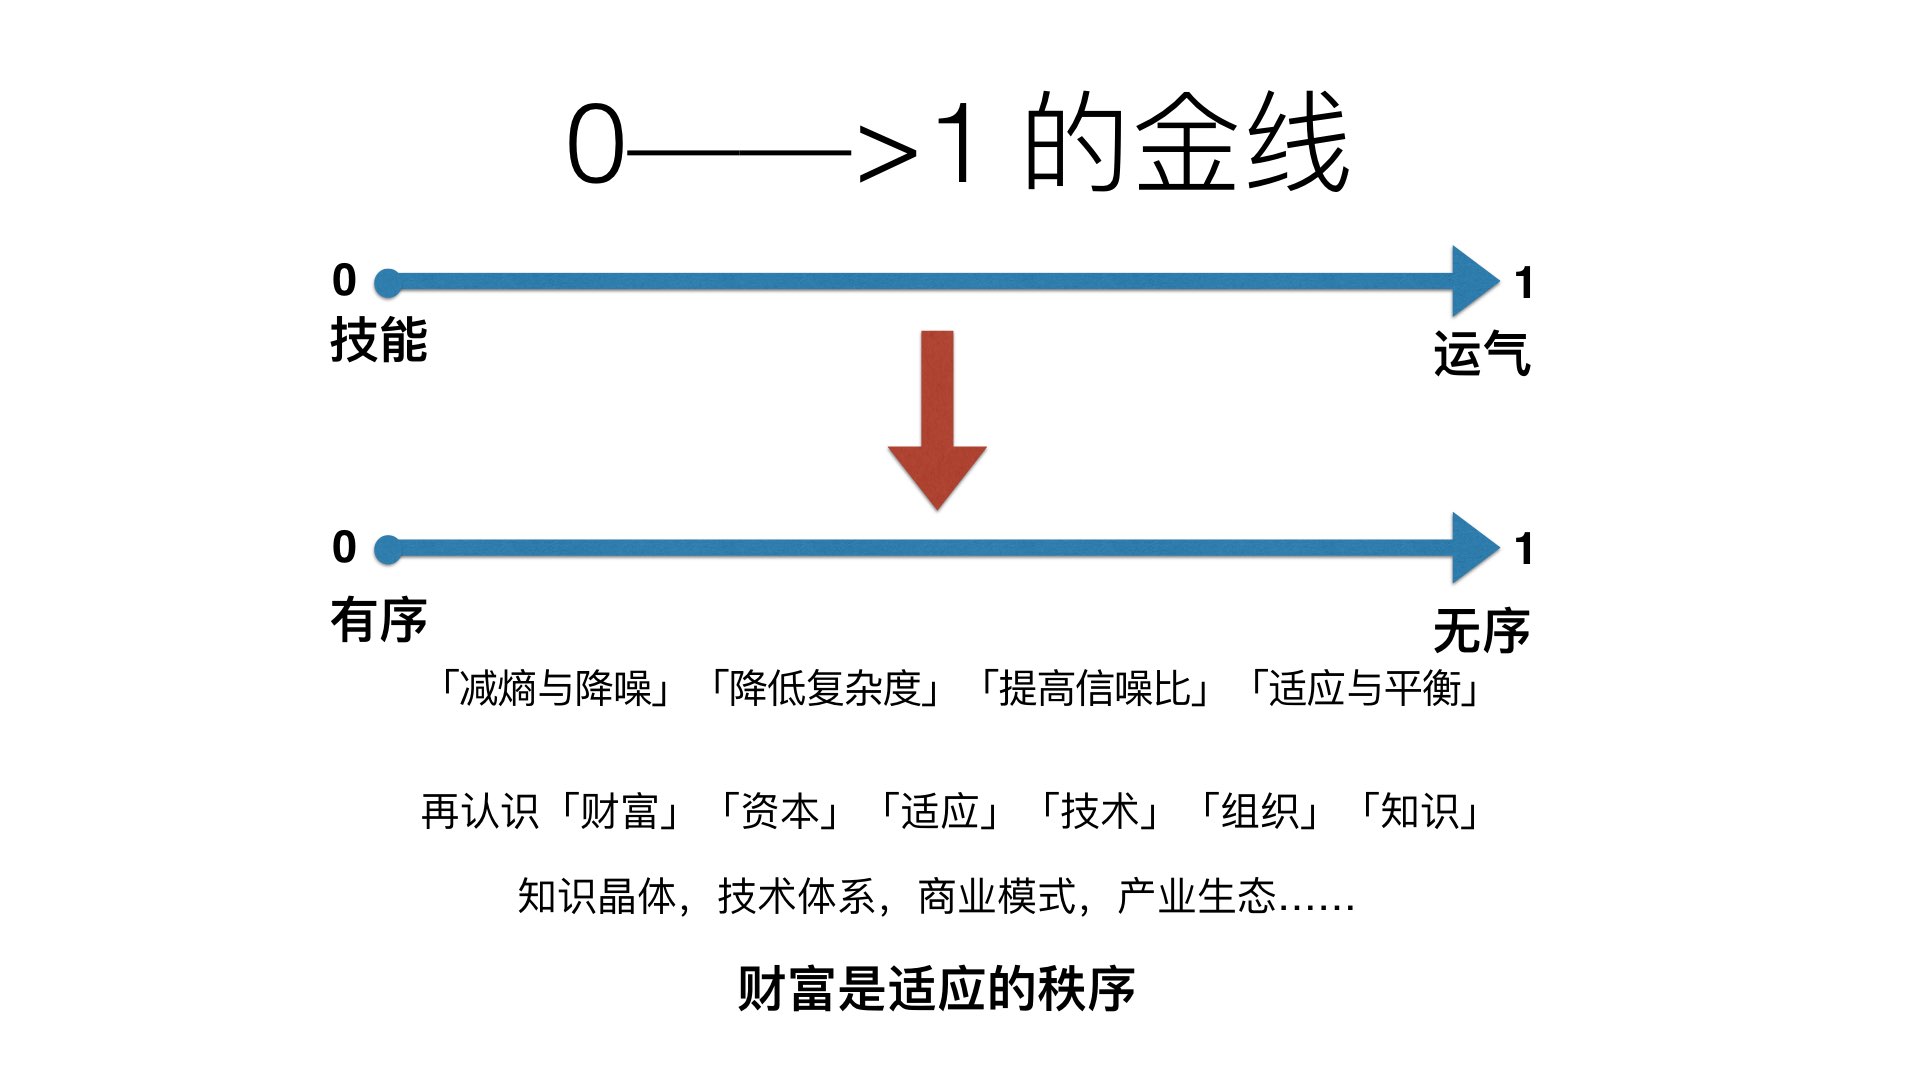 0——>1 的金线
0 1
技能 运气
0 1
有序 无序
「减熵与降噪」「降低复杂度」「提高信噪比」「适应与平衡」
再认识「财富」「资本」「适应」「技术」「组织」「知识」
知识晶体，技术体系，商业模式，产业生态……
财富是适应的秩序